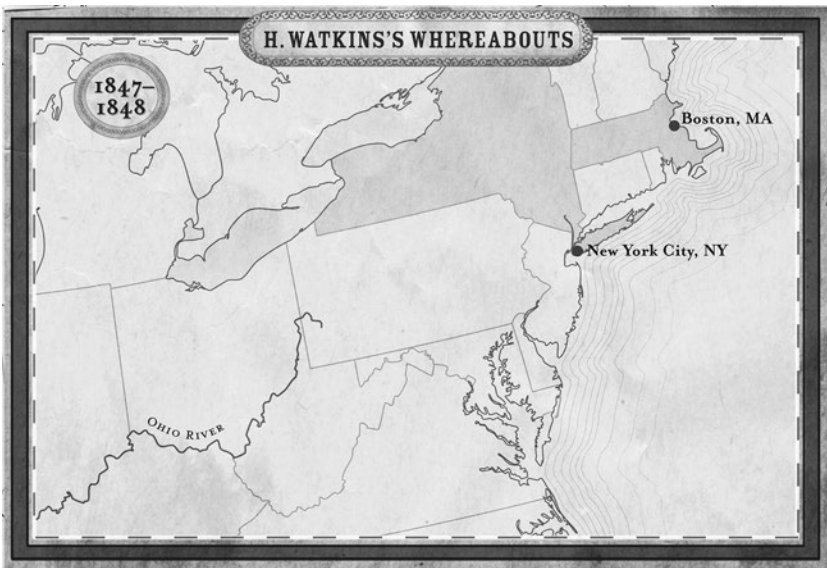 H. WATKINS'S WHEREABOUTS
1847–
1848
Boston, MA
New York City, NY
OHIO RIVER